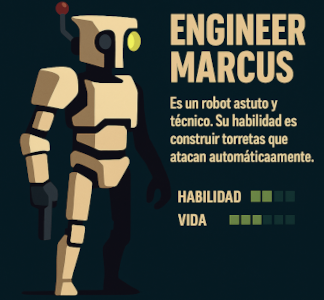 ENGINEER
MARCUS
Es un robot astuto y
técnico. Su habilidad es
construir torretas que
atacan automáticaamente.
HABILIDAD
VIDA